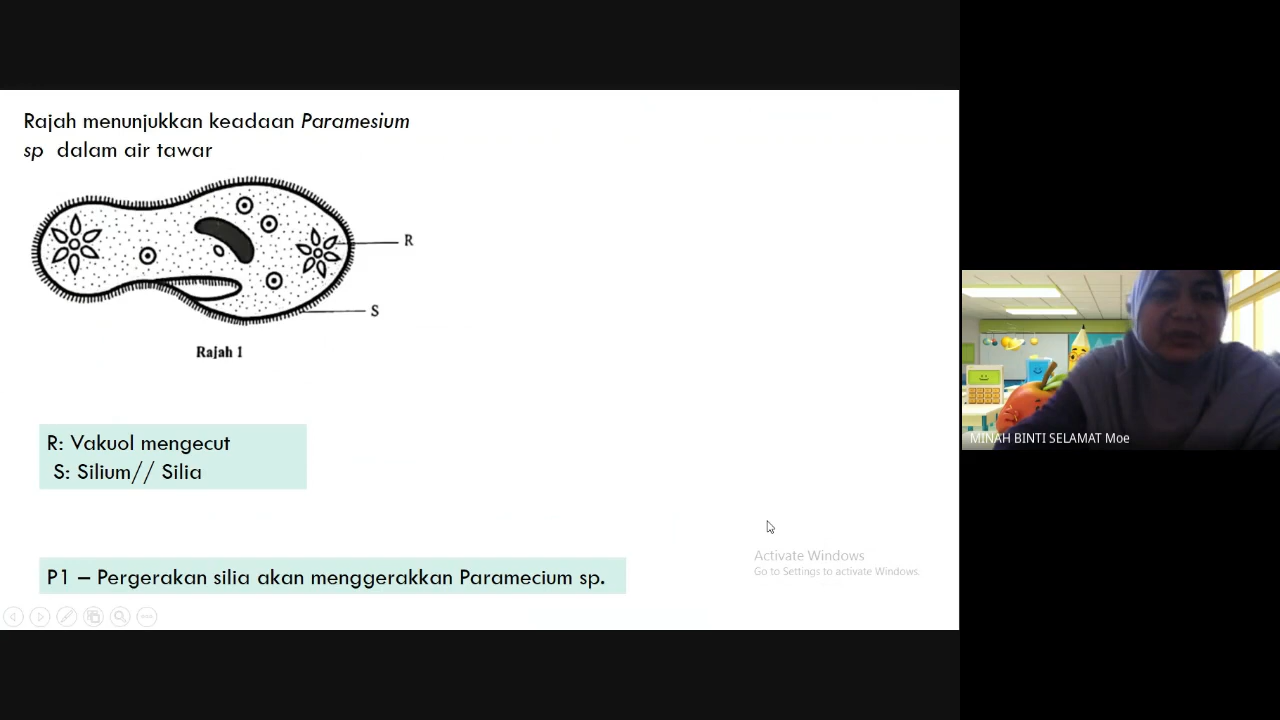 Rajah menunjukkan keadaan Paramesium
sp dalam air tawar
R
S
Rajah 1
R: Vakuol mengecut
S: Silium// Silia
P1 – Pergerakan silia akan menggerakkan Paramecium sp.
Activate Windows
Go to Settings to activate Windows.
MINAH BINTI SELAMAT Moe